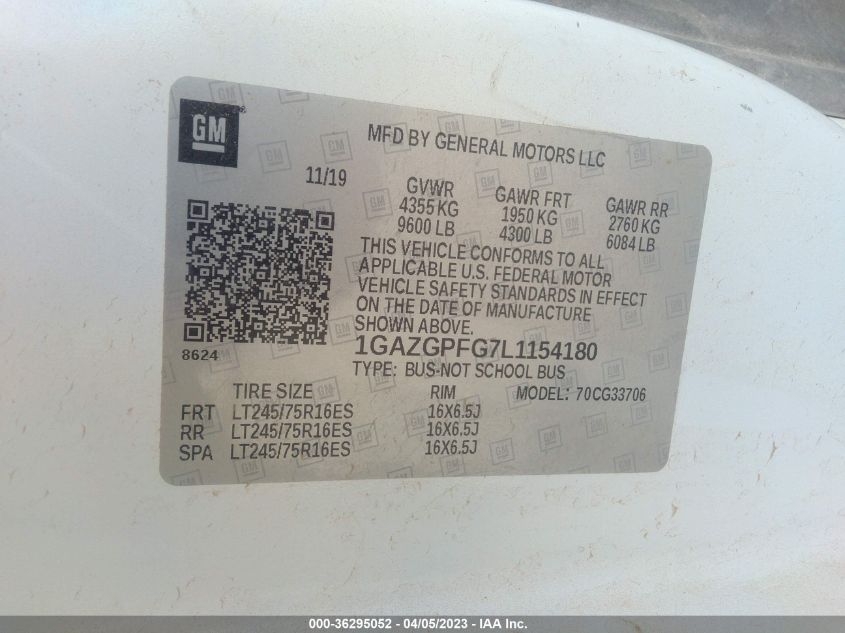 GM
MFD BY GENERAL MOTORS LLC
11/19
GVWR
4355 KG
9600 LB
GAWR FRT
1950 KG
4300 LB
GAWR RR
2760 KG
6084 LB
THIS VEHICLE CONFORMS TO ALL
APPLICABLE U.S. FEDERAL MOTOR
VEHICLE SAFETY STANDARDS IN EFFECT
ON THE DATE OF MANUFACTURE
SHOWN ABOVE.
8624
1GAZGPFG7L1154180
TYPE: BUS-NOT SCHOOL BUS
TIRE SIZE RIM MODEL: 70CG33706
FRT LT245/75R16ES 16X6.5J
RR LT245/75R16ES 16X6.5J
SPA LT245/75R16ES 16X6.5J
000-36295052 - 04/05/2023 - IAA Inc.